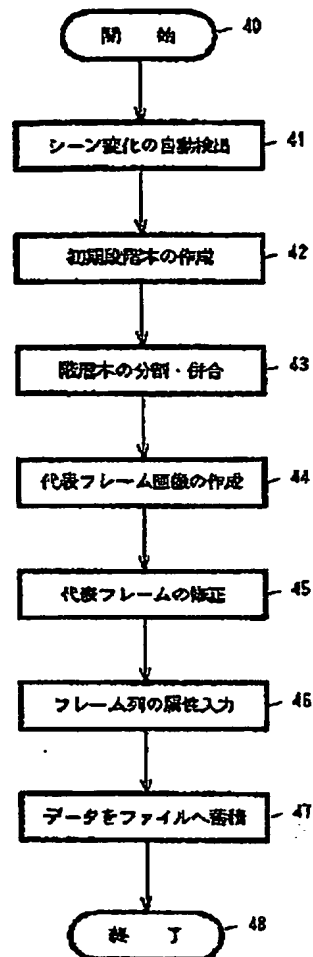 開 始
40
シーン変化の自動検出
41
初期段階木の作成
42
階層木の分割・併合
43
代表フレーム画像の作成
44
代表フレームの修正
45
フレーム列の属性入力
46
データをファイルへ蓄積
47
終 了
48